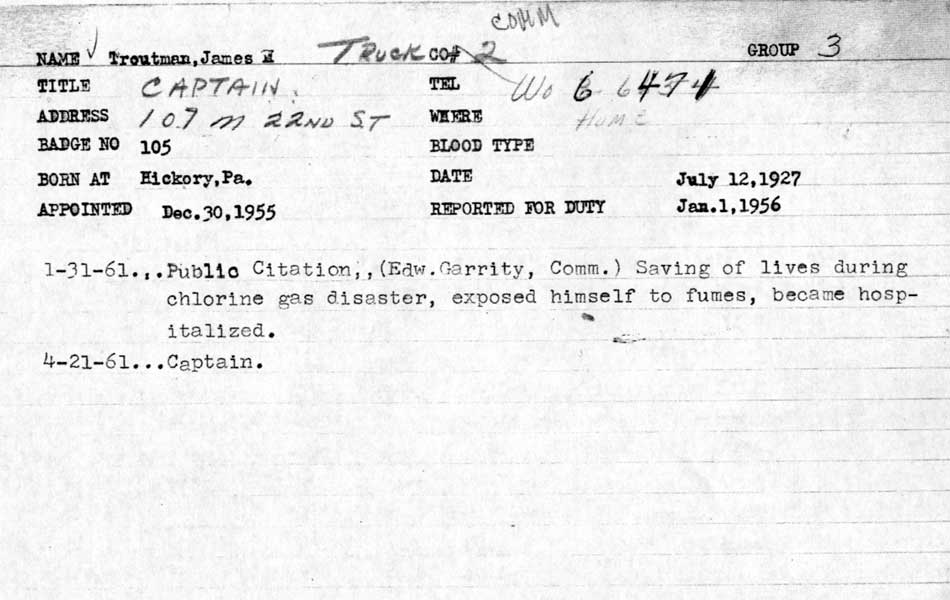 COMM
NAME Troutman, James TRUCK CO# 2 GROUP 3
TITLE CAPTAIN. TEL Wo 6
ADDRESS 107 M 22ND ST WHERE HOME
BADGE NO 105 BLOOD TYPE
BORN AT Hickory,Pa. DATE July 12,1927
APPOINTED Dec.30,1955 REPORTED FOR DUTY Jan.1,1956
1-31-61.,.Public Citation,,(Edw.Garrity, Comm.) Saving of lives during
chlorine gas disaster, exposed himself to fumes, became hosp-
italized.
4-21-61...Captain.